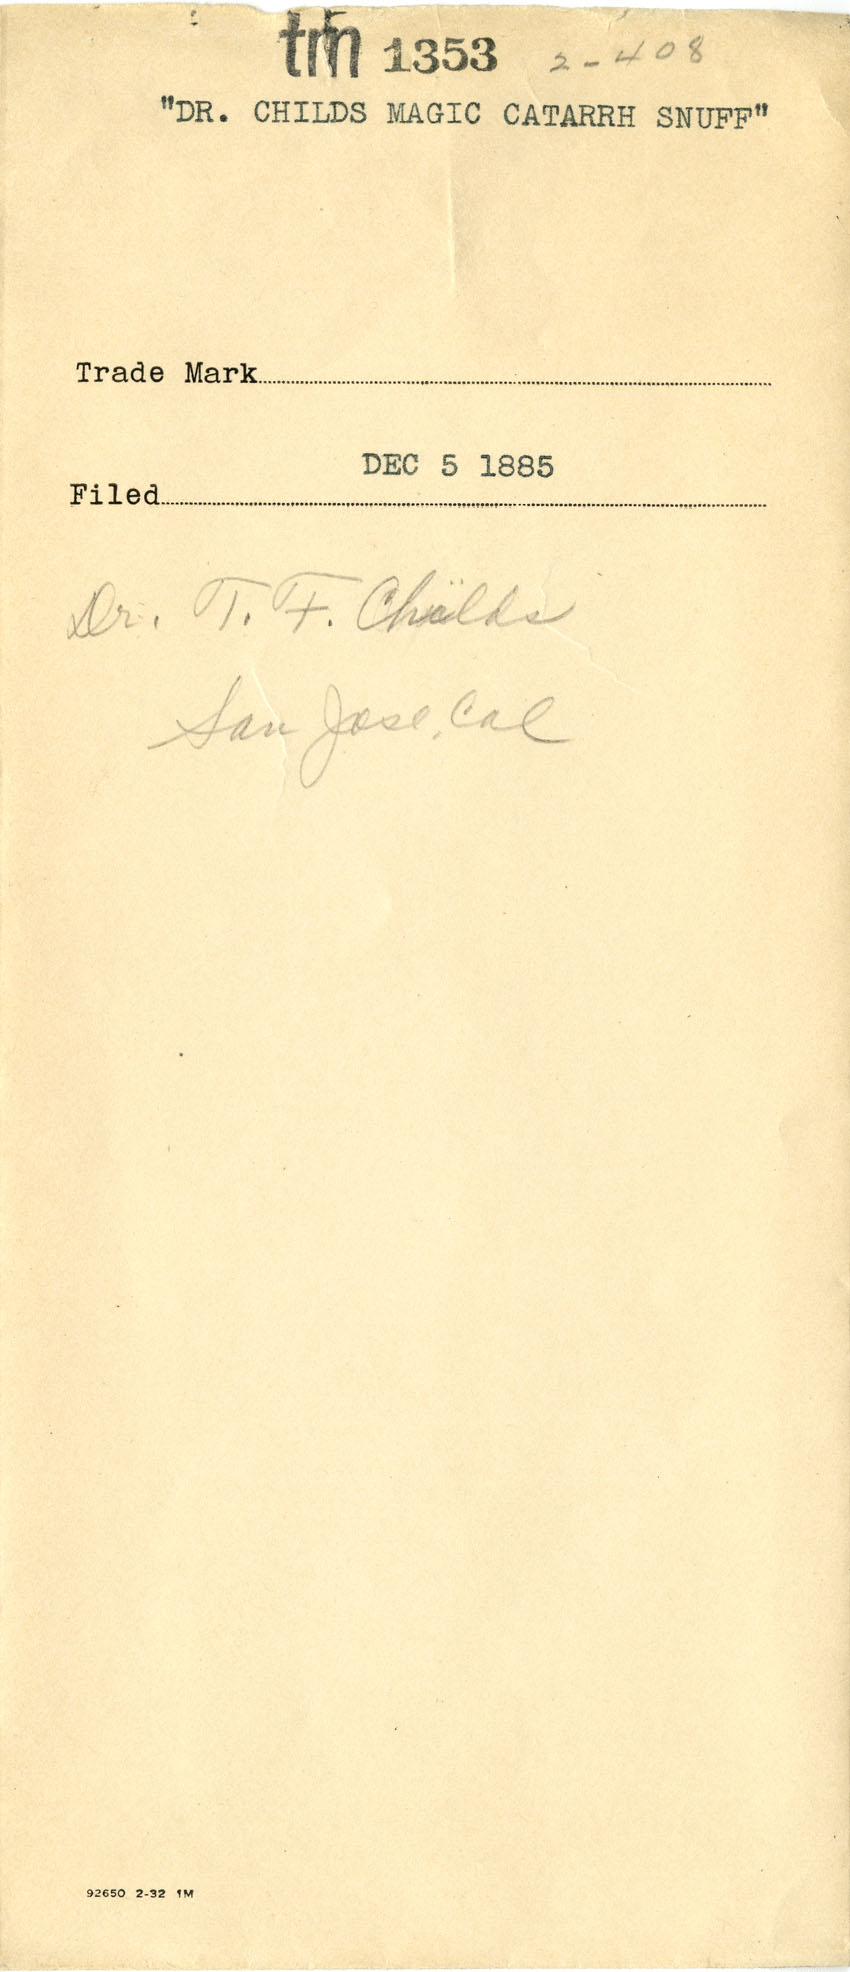 tm 1353 2-408
"DR. CHILDS MAGIC CATARRH SNUFF"
Trade Mark
DEC 5 1885
Filed
Dr. T. F. Childs
San Jose, Cal
92650 2-32 1M